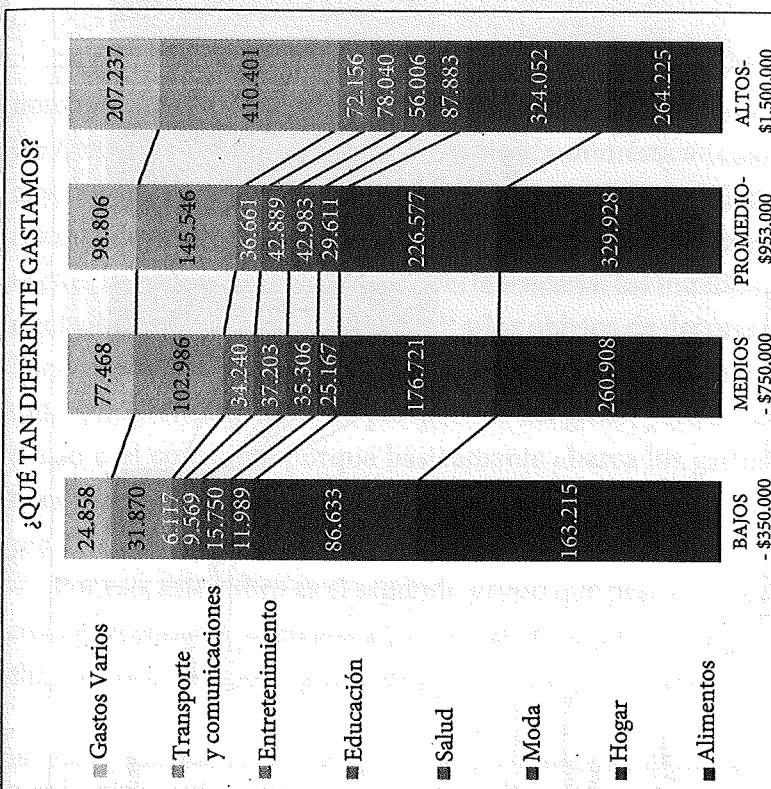 ¿QUÉ TAN DIFERENTE GASTAMOS?
Gastos Varios
Transporte
y comunicaciones
Entretenimiento
Educación
Salud
Moda
Hogar
Alimentos
24.858
31.870
6.117
9.569
15.750
11.989
86.633
163.215
BAJOS
- $350.000
77.468
102.986
34.240
37.203
35.306
25.167
176.721
260.908
MEDIOS
- $750.000
98.806
145.546
36.661
42.889
42.983
29.611
226.577
329.928
PROMEDIO-
$953.000
207.237
410.401
72.156
78.040
56.006
87.883
324.052
264.225
ALTOS-
$1.500.000